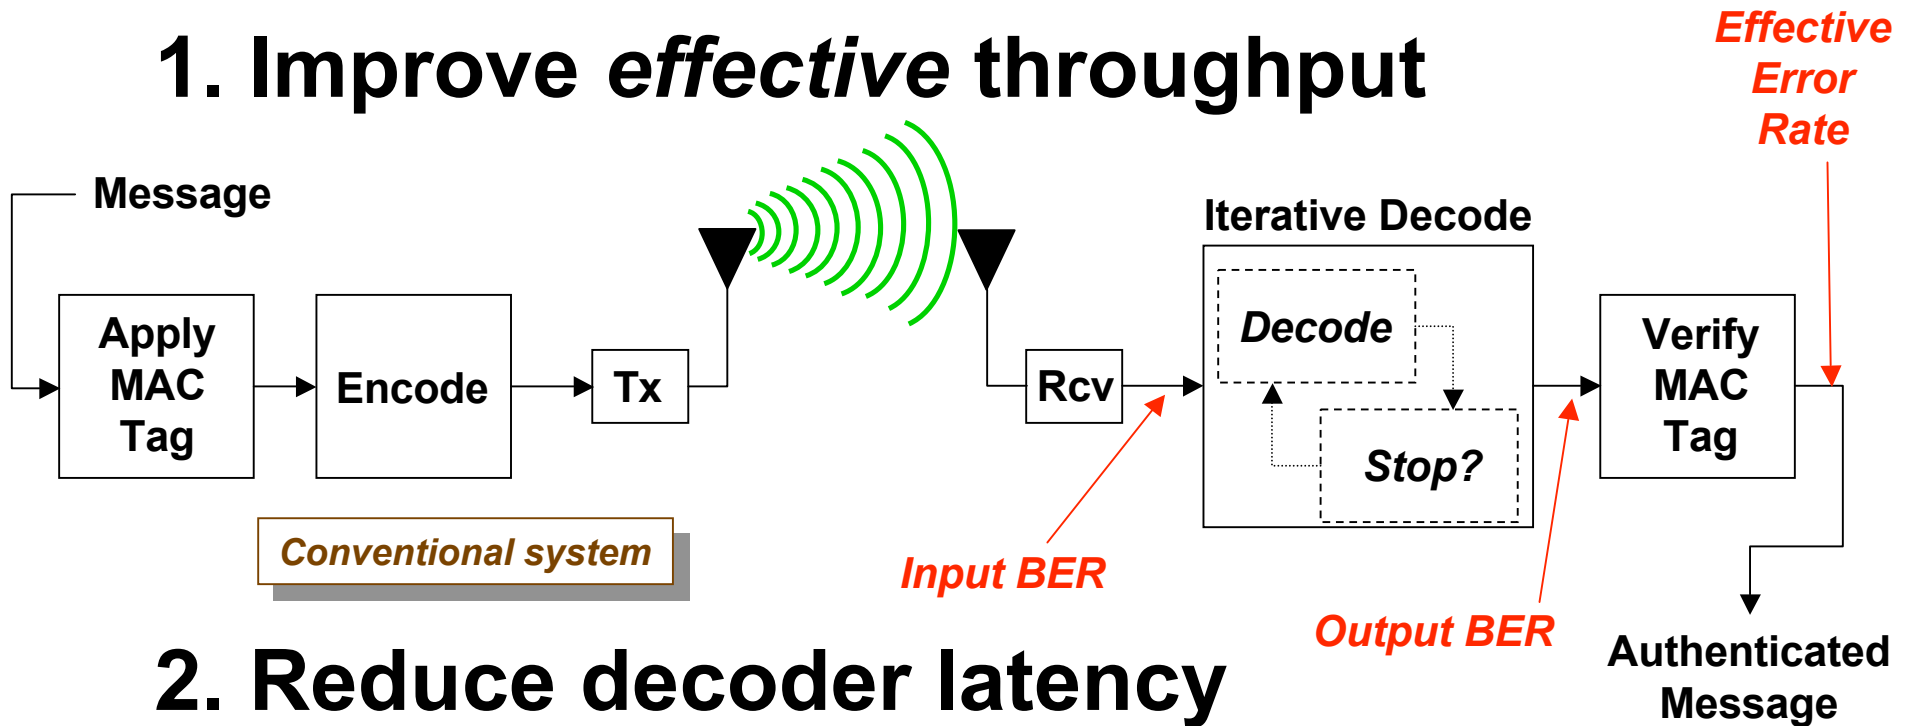 1. Improve effective throughput
Effective
Error
Rate
Message
Iterative Decode
Apply
MAC
Tag
Encode
Tx
Rcv
Decode
Stop?
Verify
MAC
Tag
Conventional system
Input BER
Output BER
Authenticated
Message
2. Reduce decoder latency